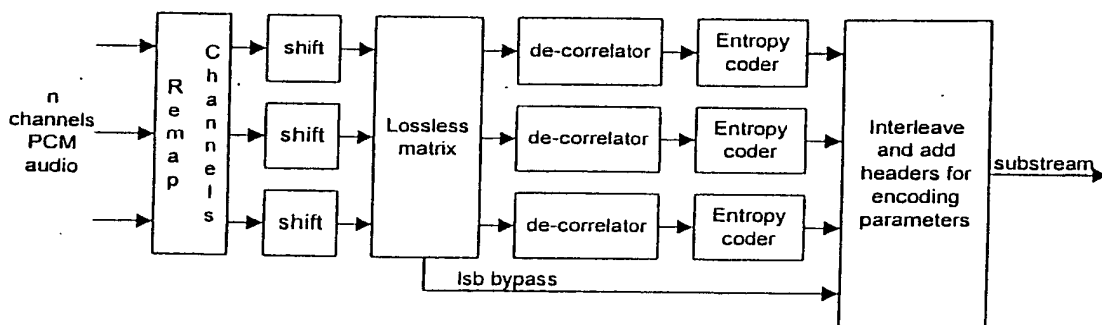 n
channels
PCM
audio
Remap
Channels
shift
shift
shift
Lossless
matrix
de-correlator
de-correlator
de-correlator
Entropy
coder
Entropy
coder
Entropy
coder
Interleave
and add
headers for
encoding
parameters
substream
lsb bypass